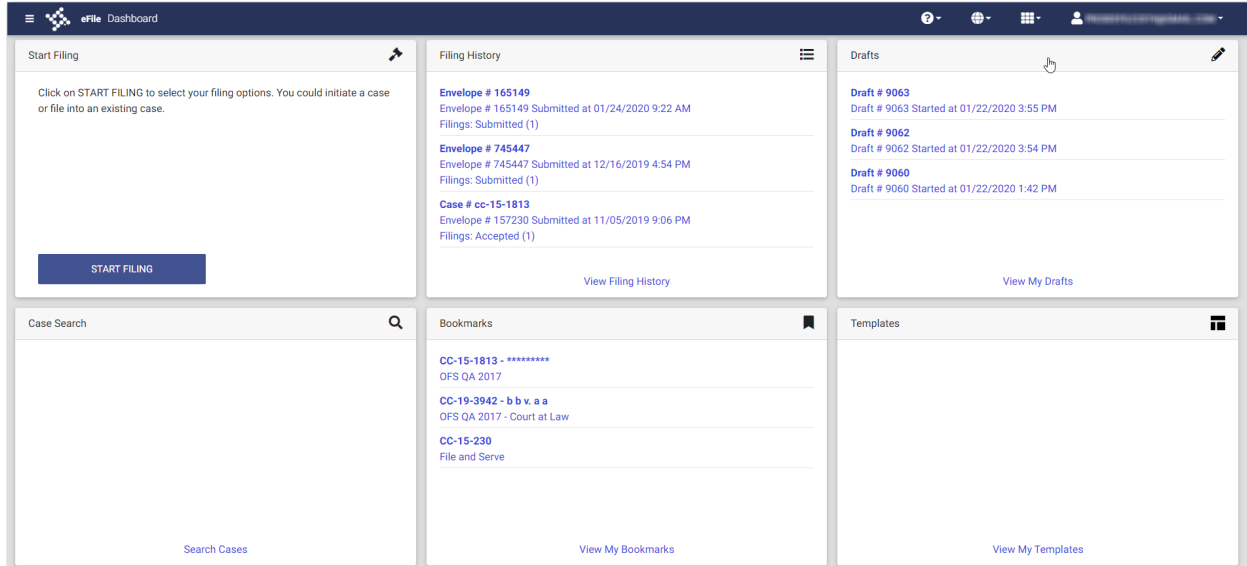 eFile Dashboard
Start Filing
Click on START FILING to select your filing options. You could initiate a case
or file into an existing case.
START FILING
Filing History
Envelope # 165149
Envelope # 165149 Submitted at 01/24/2020 9:22 AM
Filings: Submitted (1)
Envelope # 745447
Envelope # 745447 Submitted at 12/16/2019 4:54 PM
Filings: Submitted (1)
Case # cc-15-1813
Envelope # 157230 Submitted at 11/05/2019 9:06 PM
Filings: Accepted (1)
View Filing History
Drafts
Draft # 9063
Draft # 9063 Started at 01/22/2020 3:55 PM
Draft # 9062
Draft # 9062 Started at 01/22/2020 3:54 PM
Draft # 9060
Draft # 9060 Started at 01/22/2020 1:42 PM
View My Drafts
Case Search
Search Cases
Bookmarks
CC-15-1813 - *********
OFS QA 2017
CC-19-3942 - b b v. a a
OFS QA 2017 - Court at Law
CC-15-230
File and Serve
View My Bookmarks
Templates
View My Templates